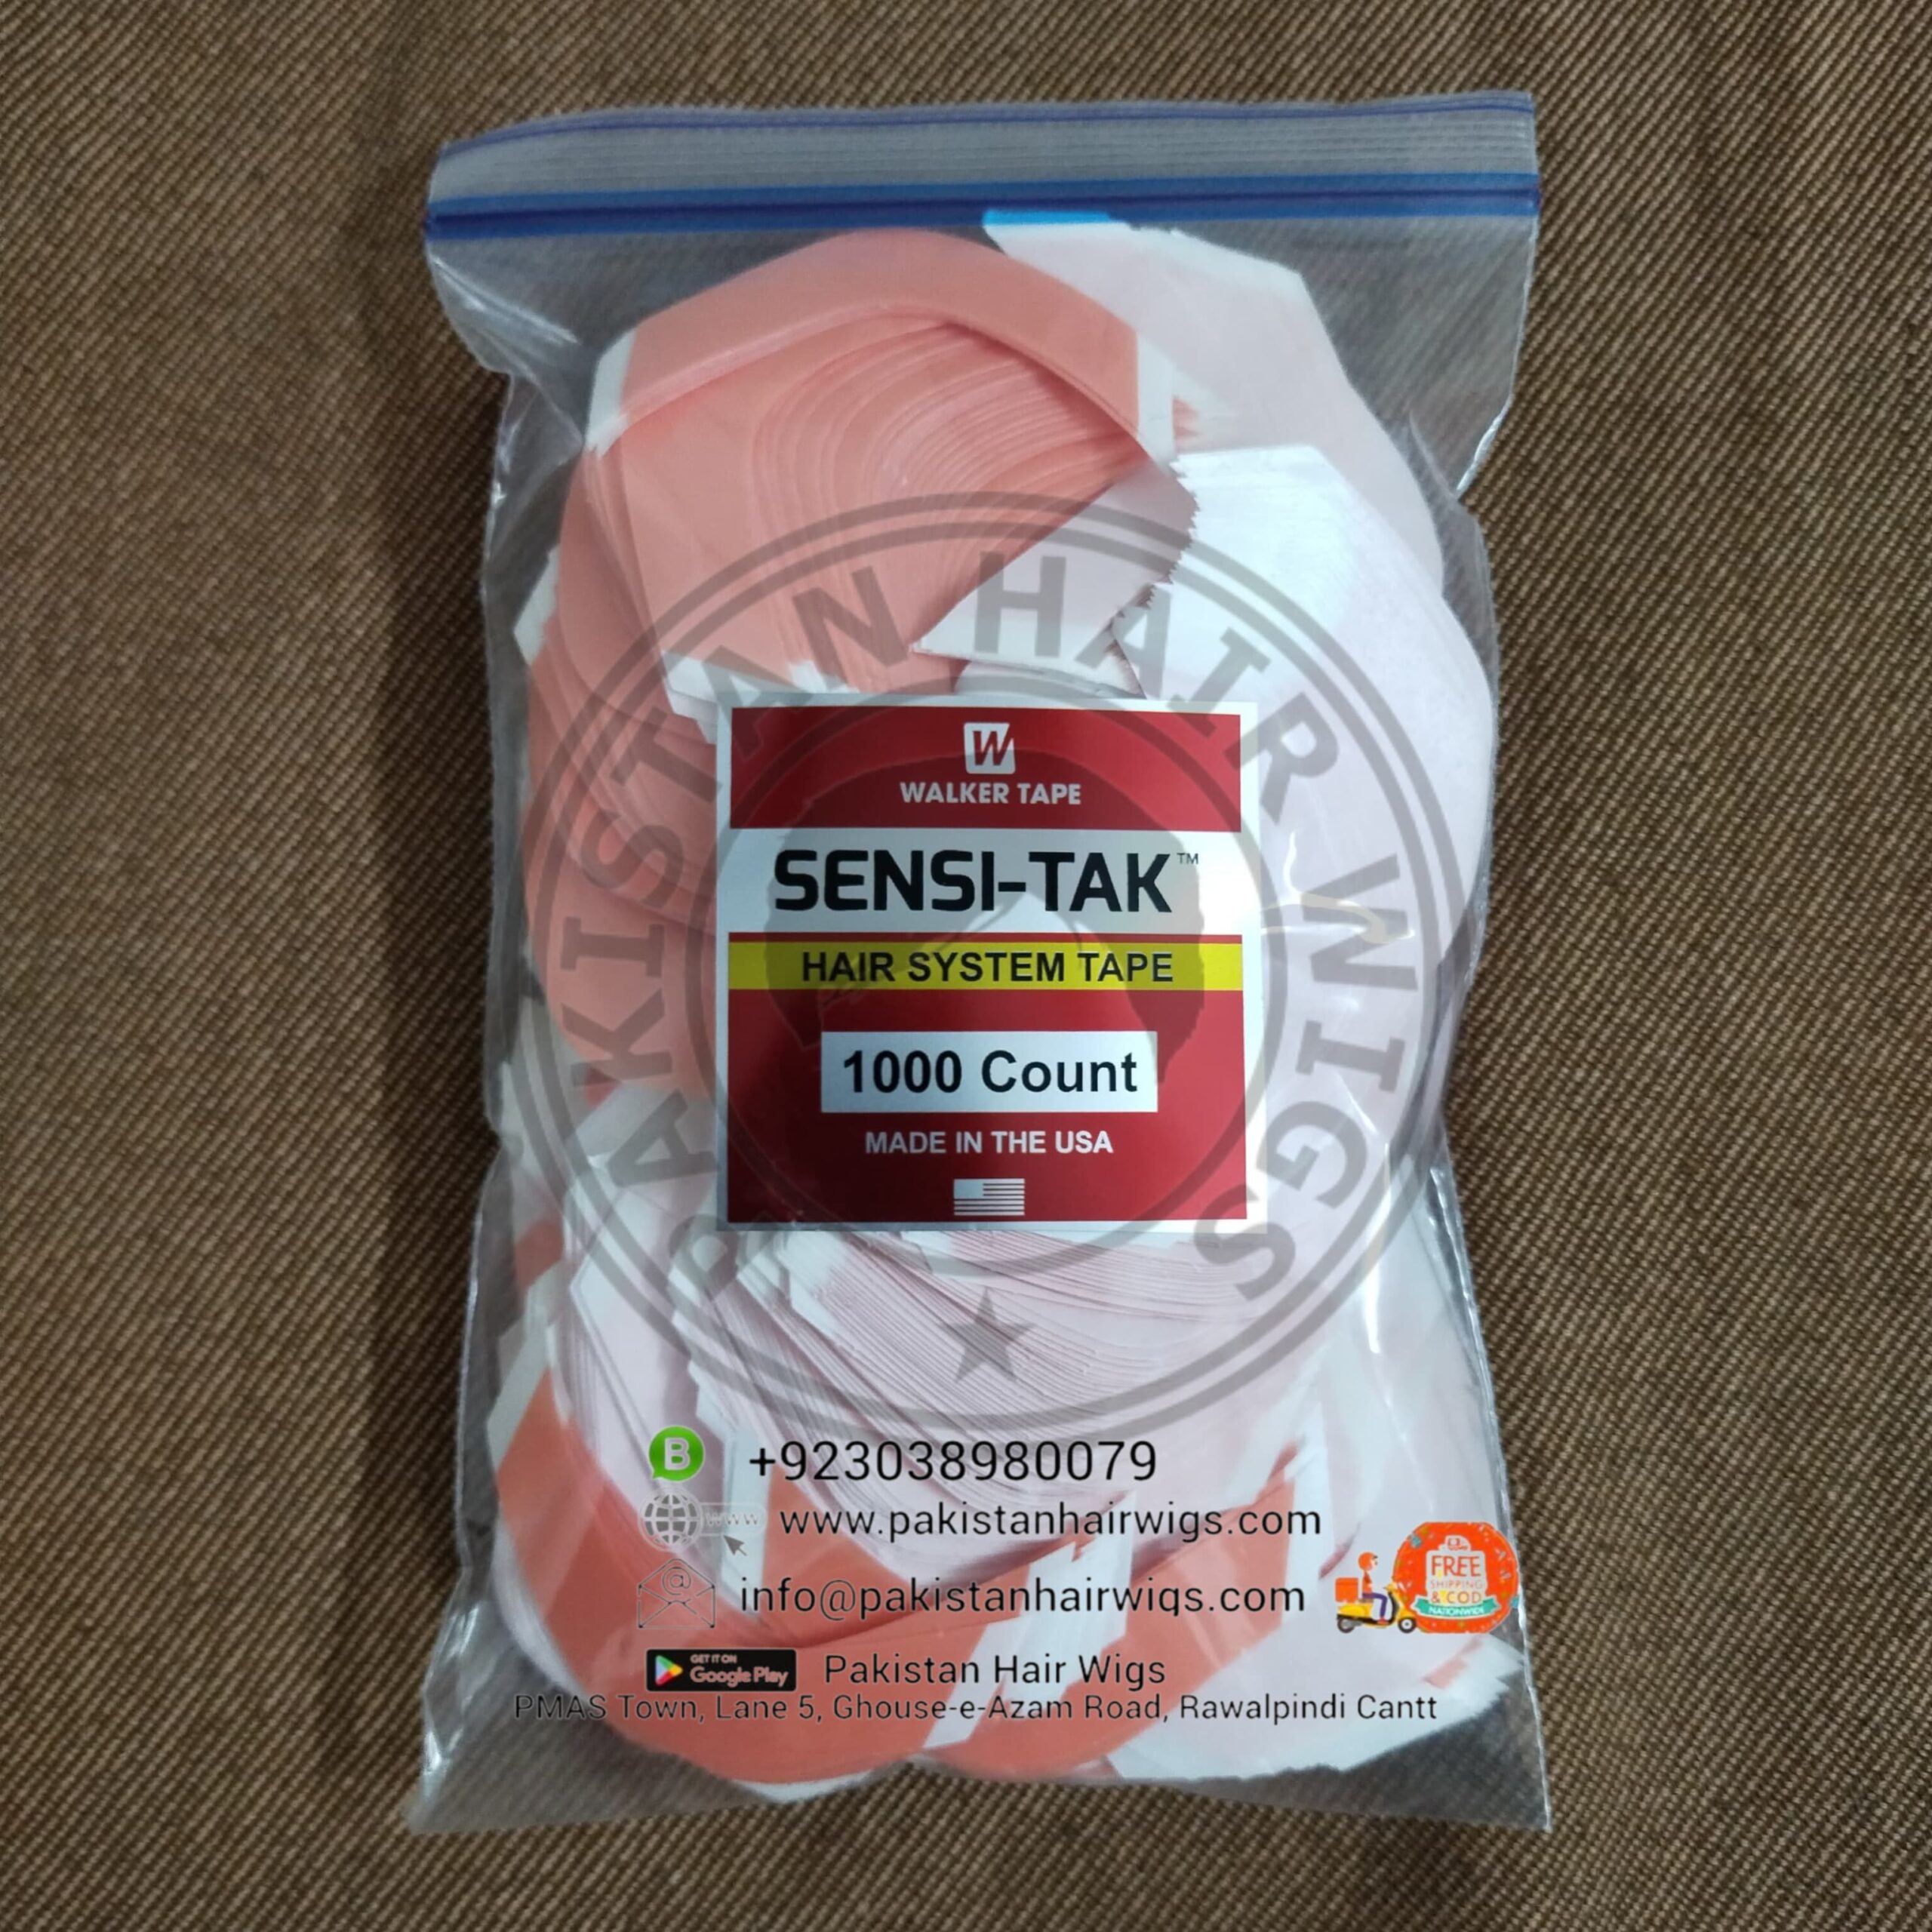 PAKISTAN HAIR WIGS
W
WALKER TAPE
SENSI-TAK™
HAIR SYSTEM TAPE
1000 Count
MADE IN THE USA
B +923038980079
www www.pakistanhairwigs.com
@ info@pakistanhairwigs.com
FREE
SHIPPING
& COD
NATIONWIDE
GET IT ON
Google Play
Pakistan Hair Wigs
PMAS Town, Lane 5, Ghouse-e-Azam Road, Rawalpindi Cantt